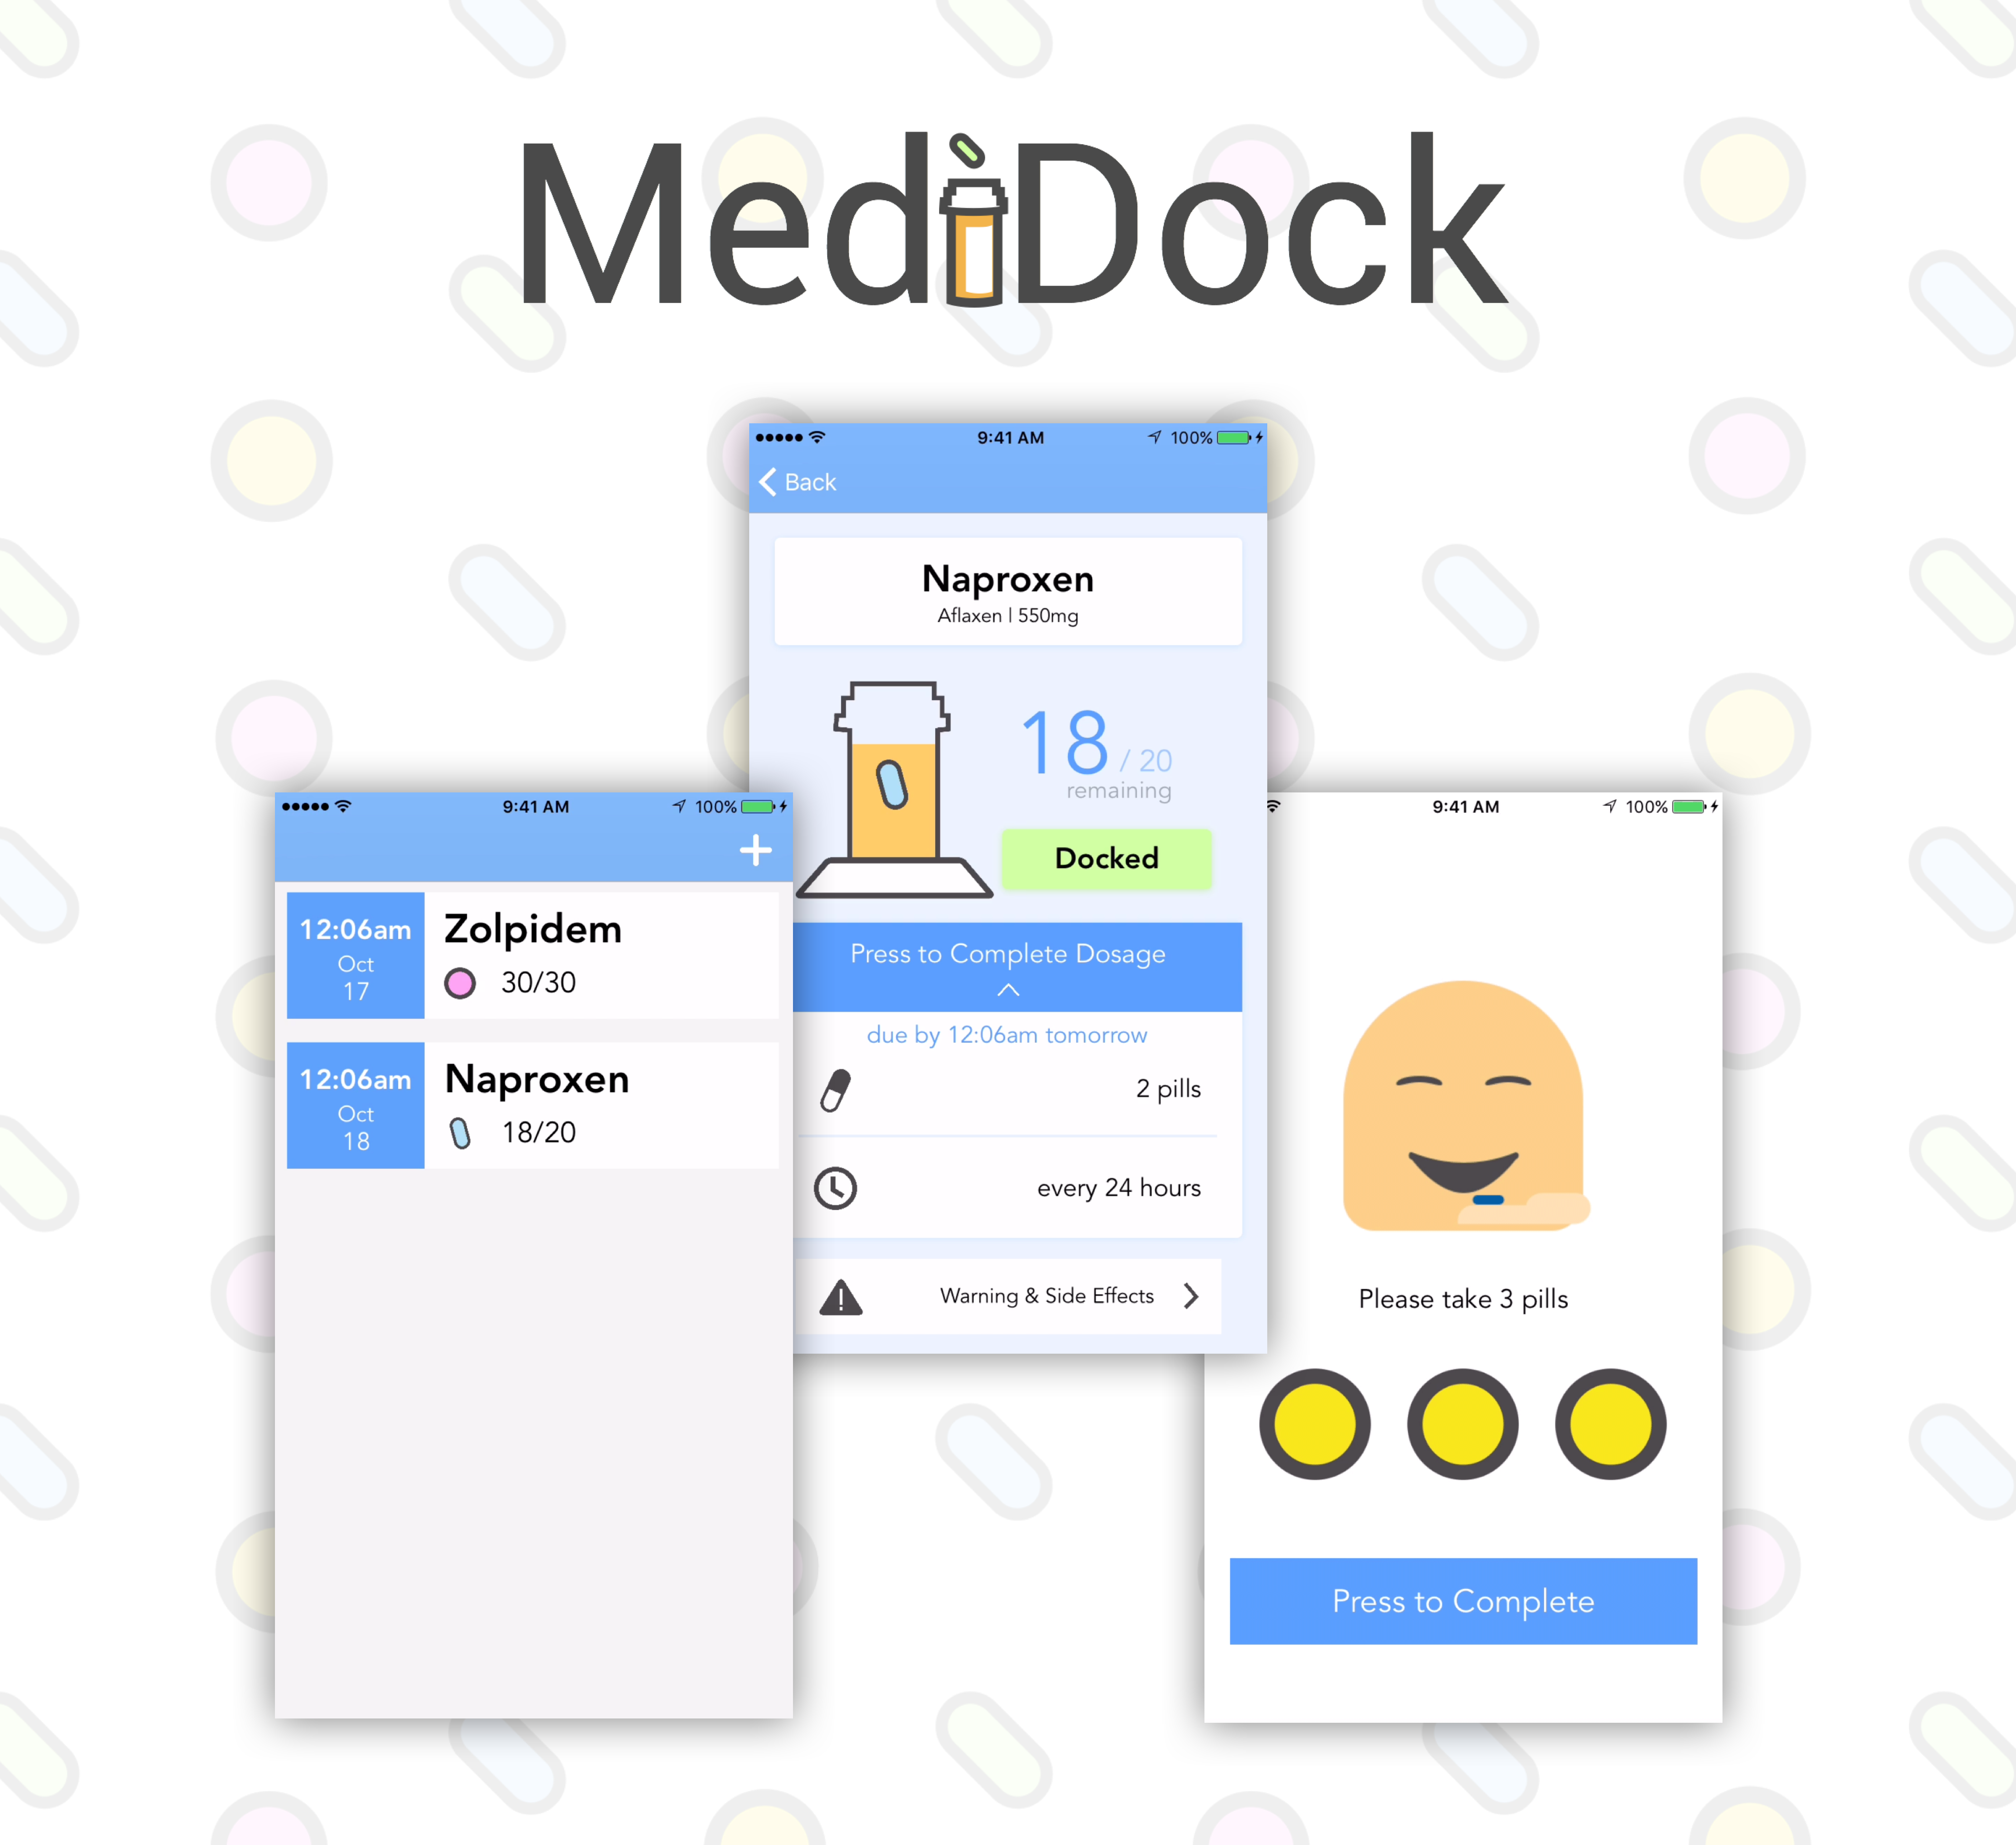 MediDock
9:41 AM 100%
Back
Naproxen
Aflaxen | 550mg
18 / 20
remaining
Docked
Press to Complete Dosage
due by 12:06am tomorrow
2 pills
every 24 hours
Warning & Side Effects
9:41 AM 100%
+
12:06am
Oct
17
Zolpidem
30/30
12:06am
Oct
18
Naproxen
18/20
9:41 AM 100%
Please take 3 pills
Press to Complete